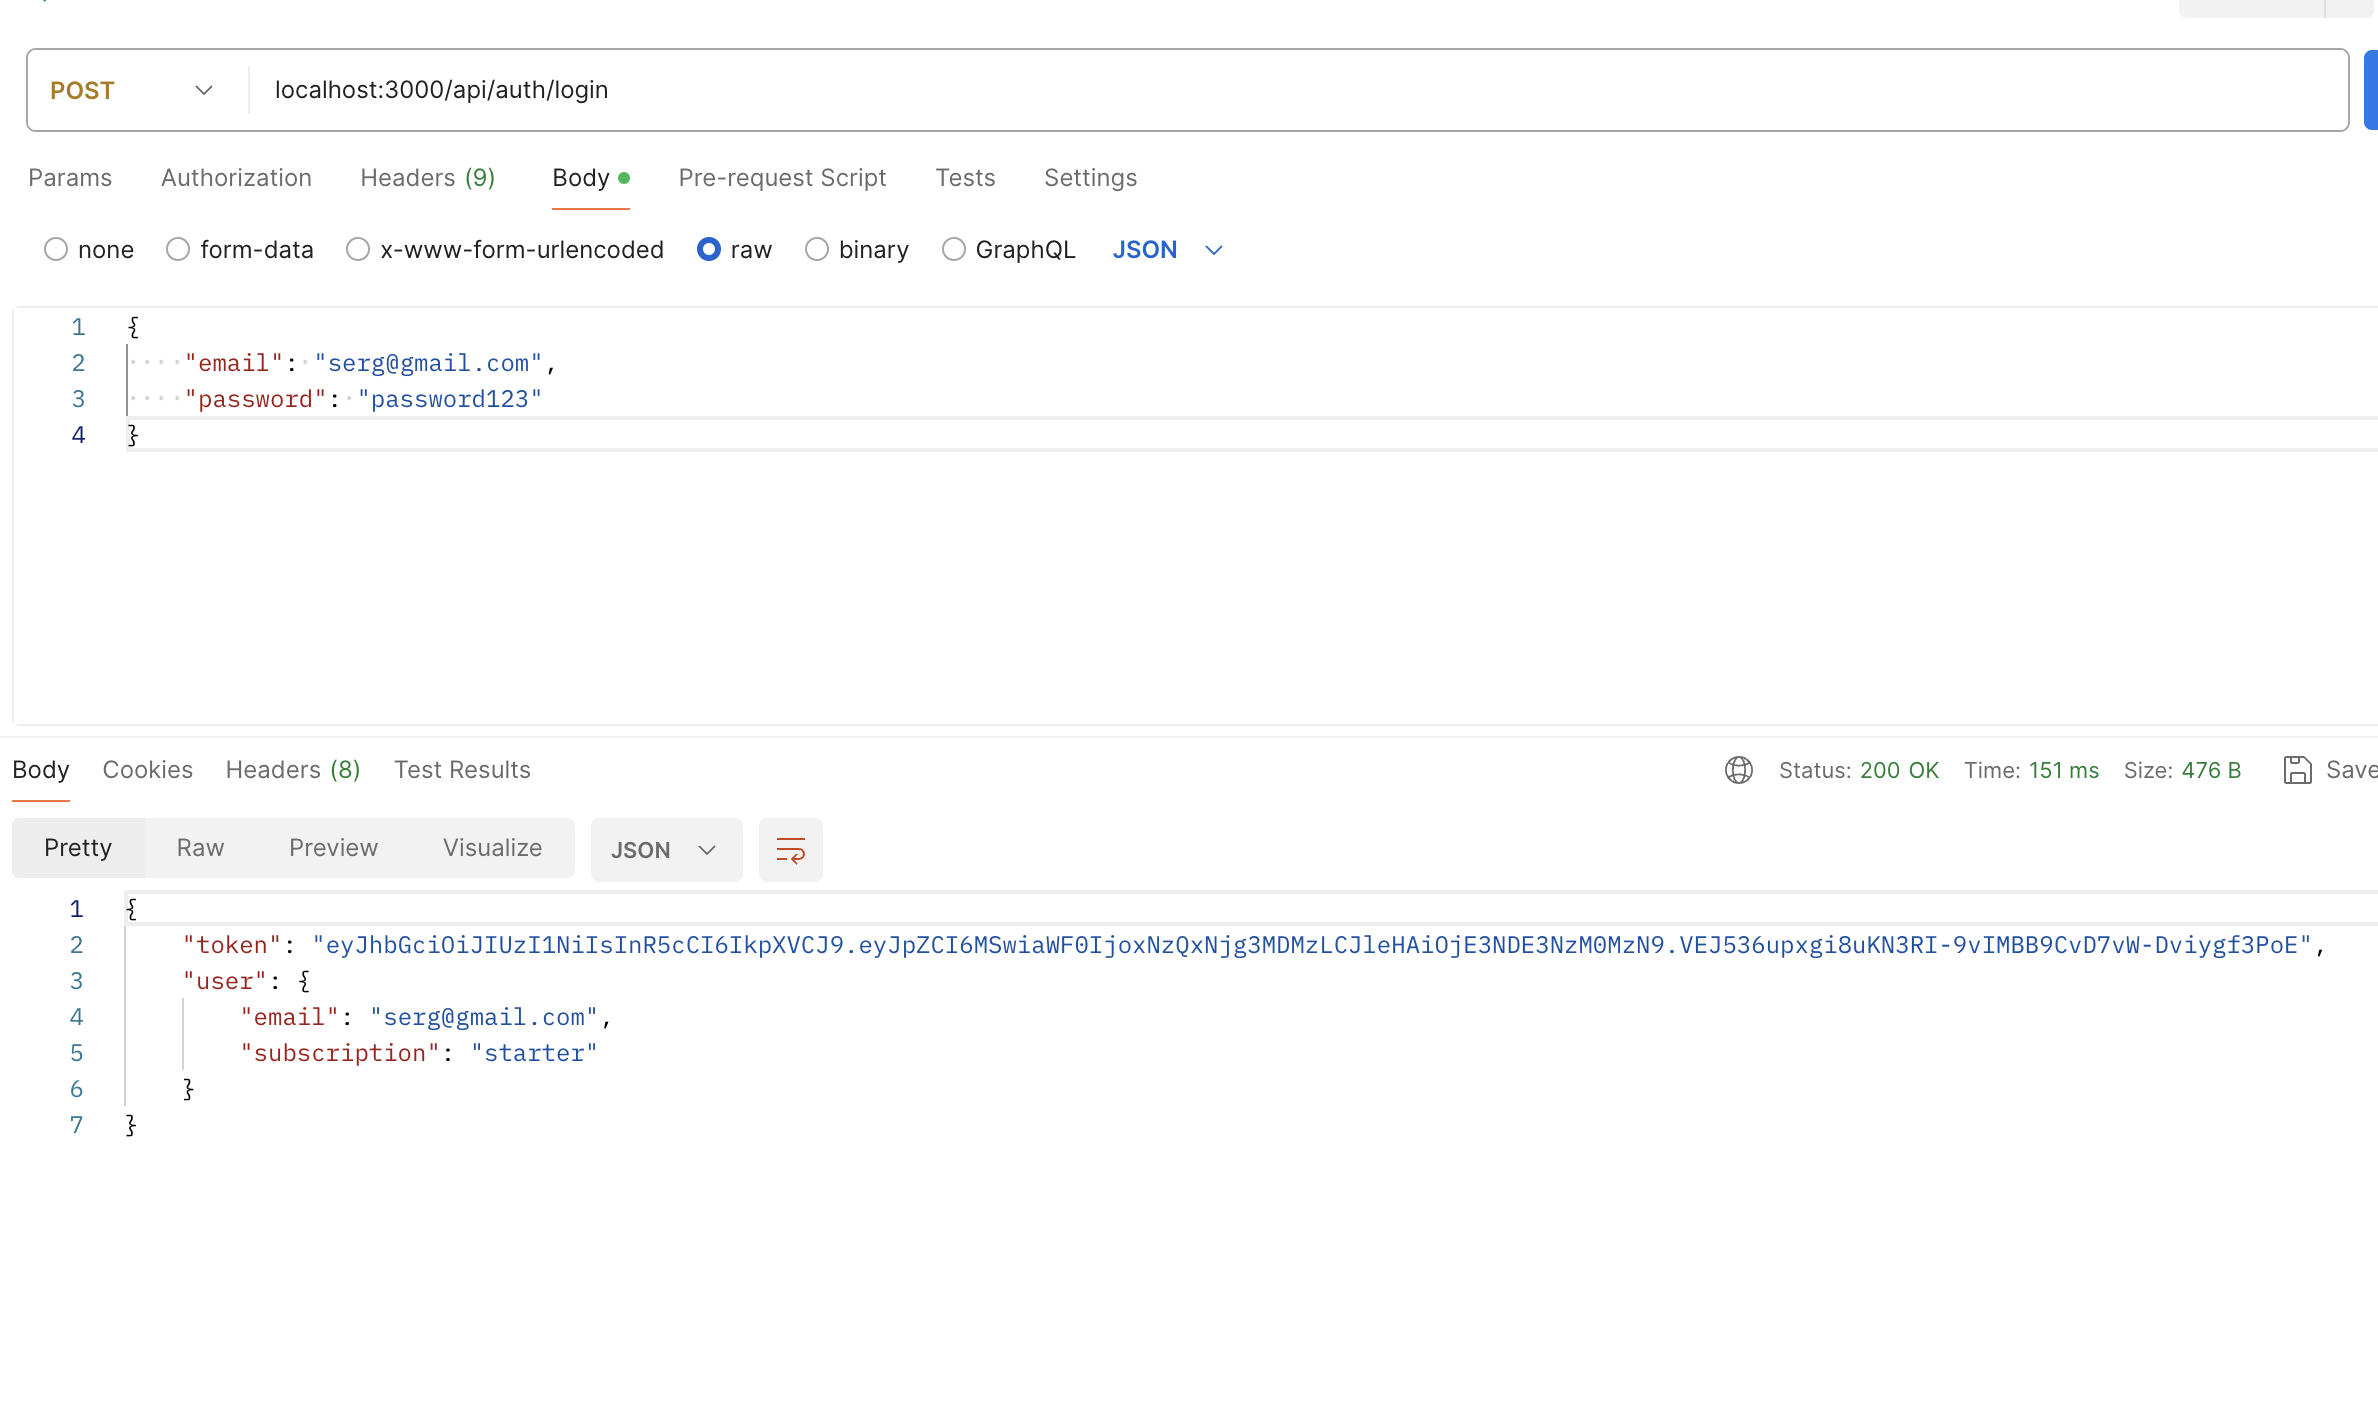 POST localhost:3000/api/auth/login
Params Authorization Headers (9) Body Pre-request Script Tests Settings
none form-data x-www-form-urlencoded raw binary GraphQL JSON
1 {
2 "email": "serg@gmail.com",
3 "password": "password123"
4 }
Body Cookies Headers (8) Test Results Status: 200 OK Time: 151 ms Size: 476 B Save
Pretty Raw Preview Visualize JSON
1 {
2 "token": "eyJhbGciOiJIUzI1NiIsInR5cCI6IkpXVCJ9.eyJpZCI6MSwiaWF0IjoxNzQxNjg3MDMzLCJleHAiOjE3NDE3NzM0MzN9.VEJ536upxgi8uKN3RI-9vIMBB9CvD7vW-Dviygf3PoE",
3 "user": {
4 "email": "serg@gmail.com",
5 "subscription": "starter"
6 }
7 }